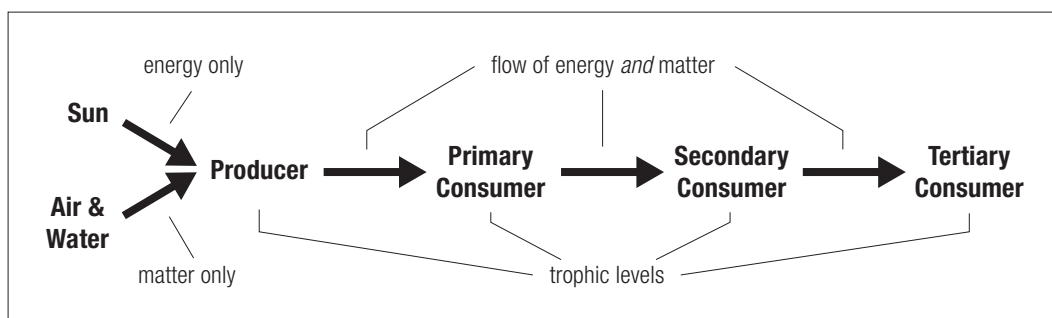 energy only
flow of energy and matter
Sun
Producer
Primary
Consumer
Secondary
Consumer
Tertiary
Consumer
Air &
Water
matter only
trophic levels